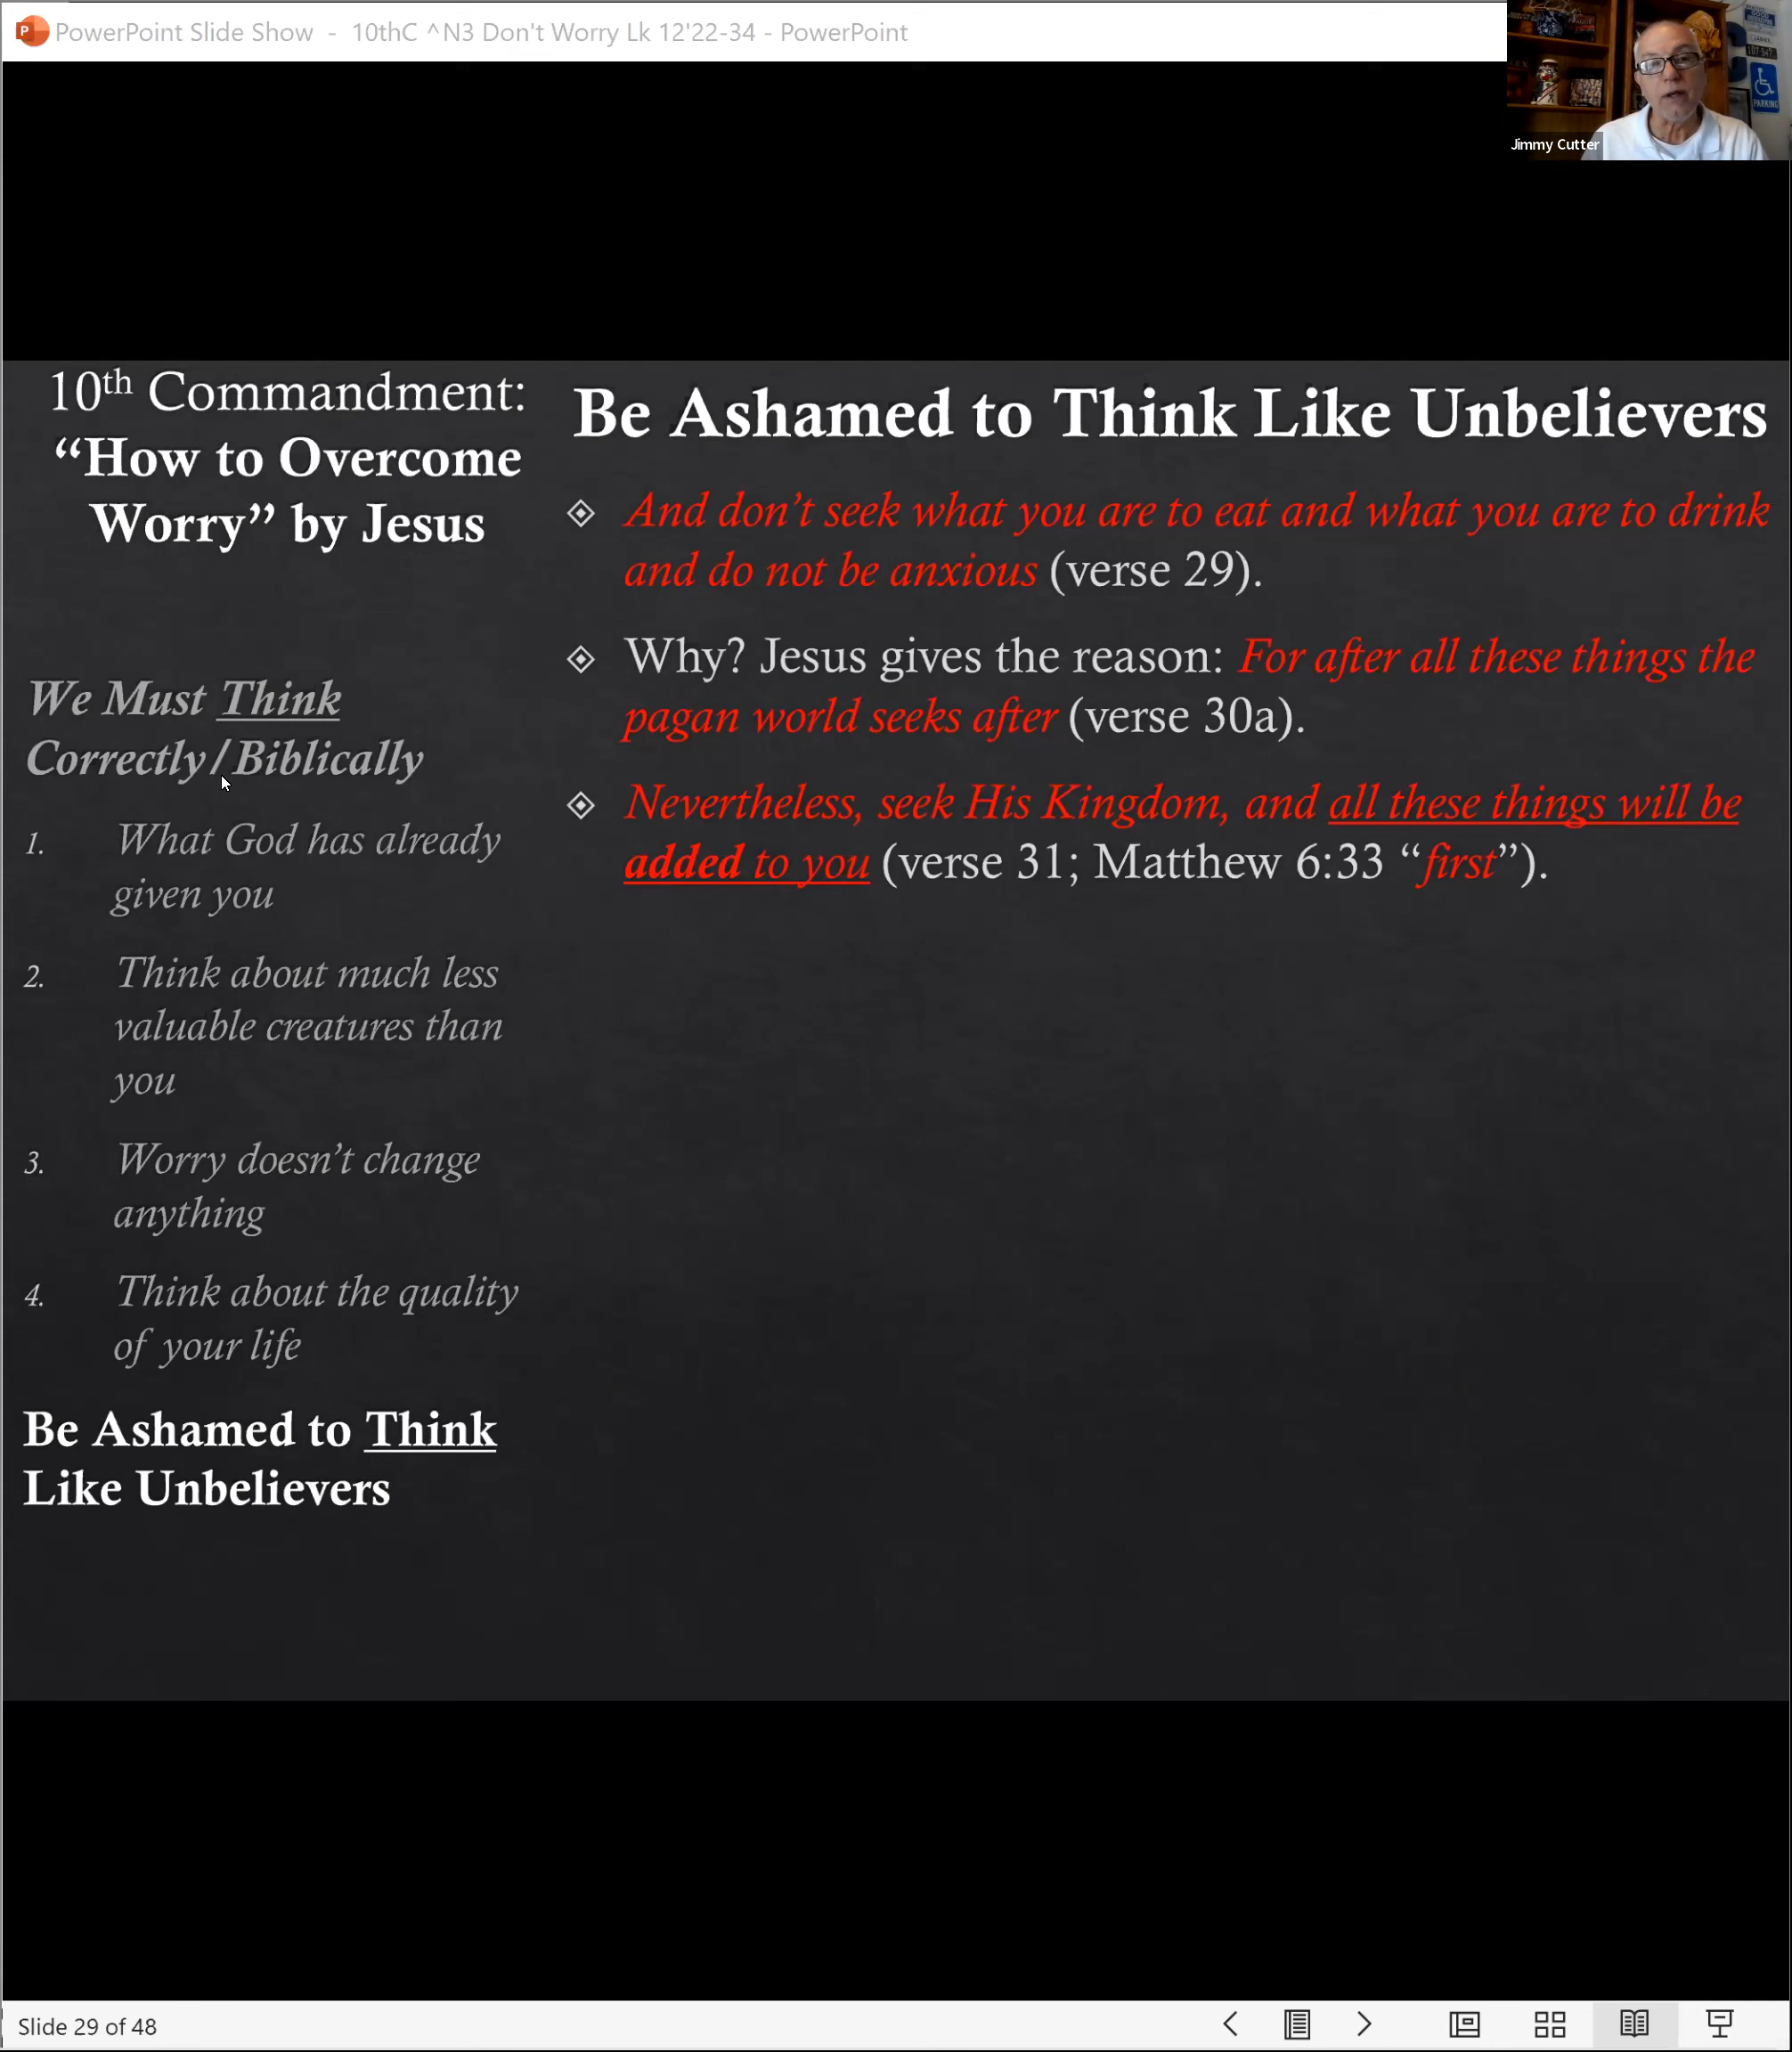 PowerPoint Slide Show - 10thC ^N3 Don't Worry Lk 12'22-34 - PowerPoint
Jimmy Cutter
PARKING
10th Commandment:
“How to Overcome
Worry” by Jesus
We Must Think
Correctly/Biblically
1. What God has already
given you
2. Think about much less
valuable creatures than
you
3. Worry doesn’t change
anything
4. Think about the quality
of your life
Be Ashamed to Think
Like Unbelievers
Be Ashamed to Think Like Unbelievers
And don’t seek what you are to eat and what you are to drink
and do not be anxious (verse 29).
Why? Jesus gives the reason: For after all these things the
pagan world seeks after (verse 30a).
Nevertheless, seek His Kingdom, and all these things will be
added to you (verse 31; Matthew 6:33 “first”).
Slide 29 of 48